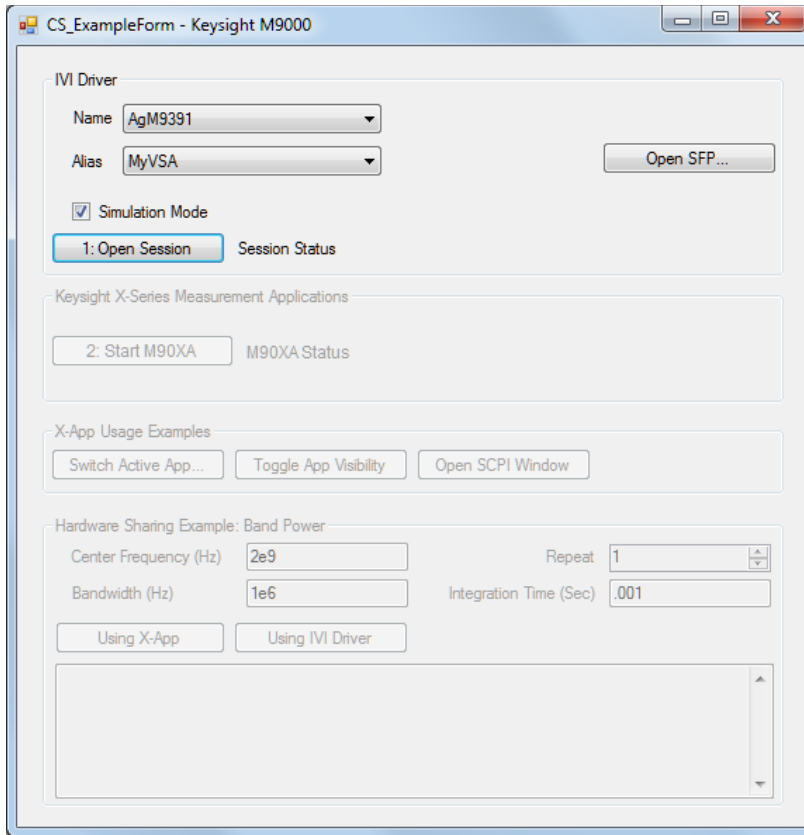 CS_ExampleForm - Keysight M9000
IVI Driver
Name AgM9391
Alias MyVSA
Open SFP...
Simulation Mode
1: Open Session Session Status
Keysight X-Series Measurement Applications
2: Start M90XA M90XA Status
X-App Usage Examples
Switch Active App... Toggle App Visibility Open SCPI Window
Hardware Sharing Example: Band Power
Center Frequency (Hz) 2e9 Repeat 1
Bandwidth (Hz) 1e6 Integration Time (Sec) .001
Using X-App Using IVI Driver